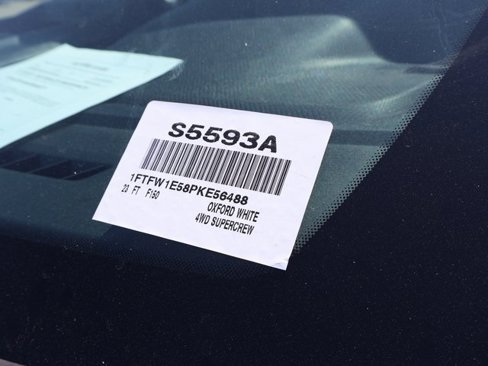 S5593A
1FTFW1E58PKE56488
23 FT F150
OXFORD WHITE
4WD SUPERCREW